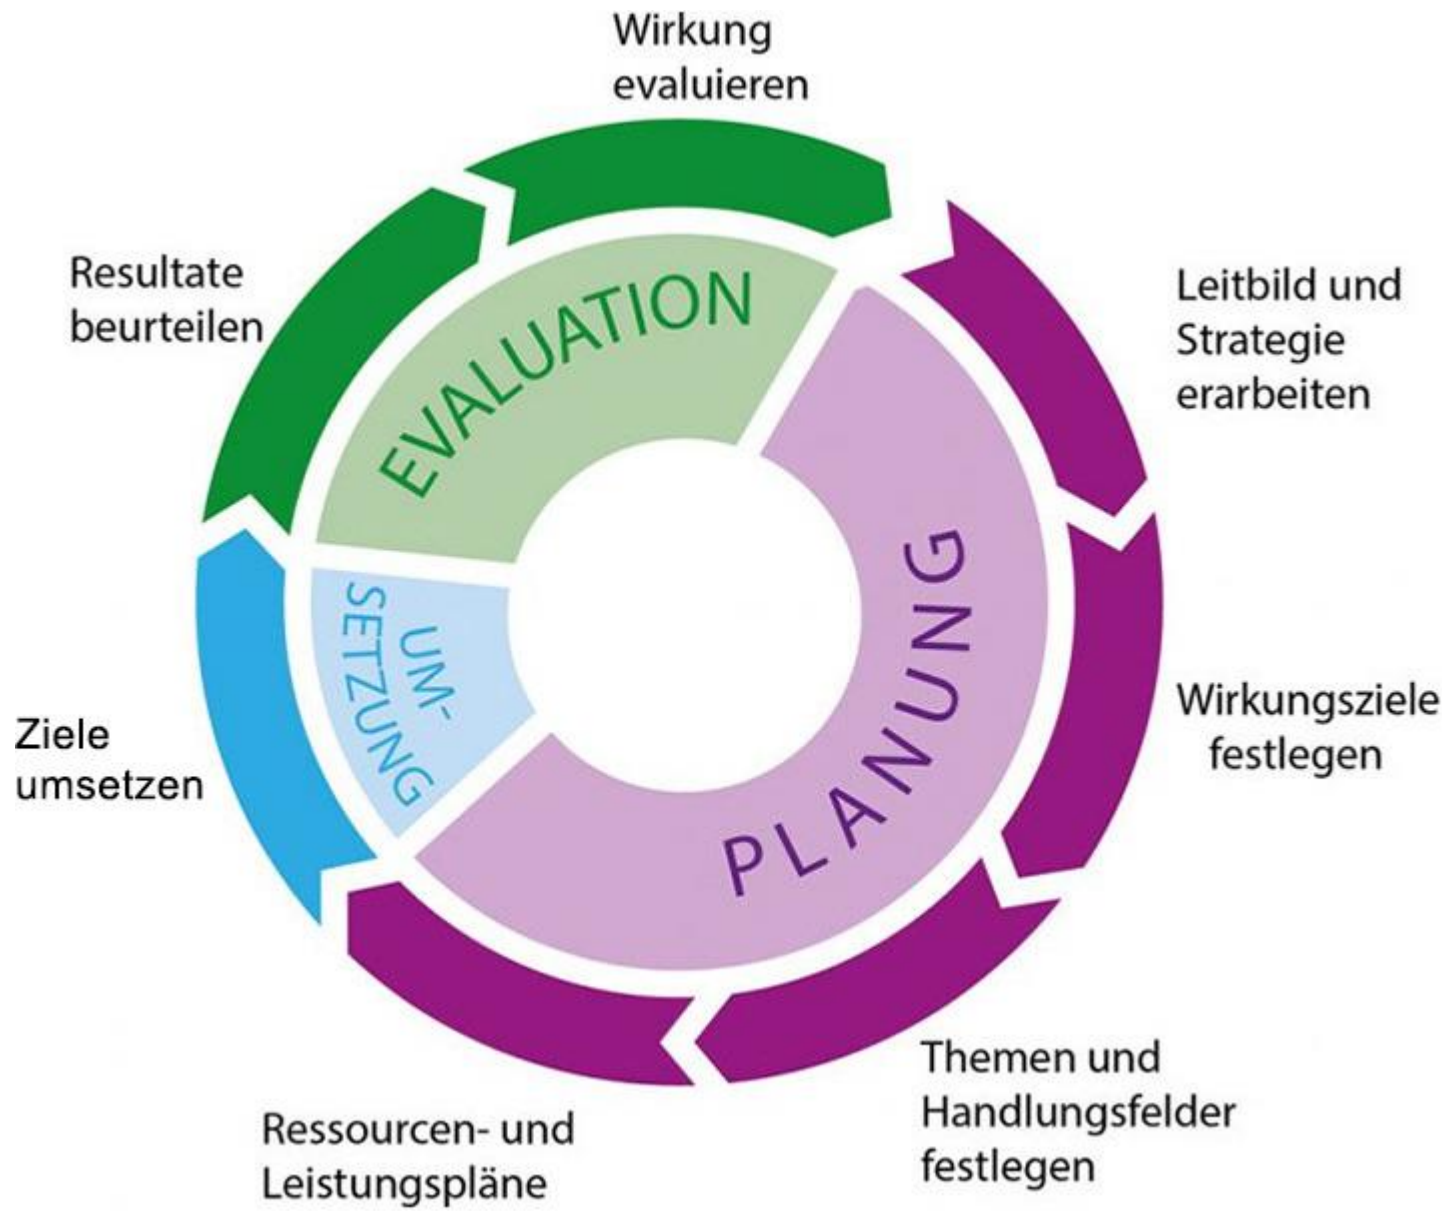 Wirkung
evaluieren
Resultate
beurteilen
Leitbild und
Strategie
erarbeiten
EVALUATION
PLANUNG
UM-
SETZUNG
Wirkungsziele
festlegen
Ziele
umsetzen
Themen und
Handlungsfelder
festlegen
Ressourcen- und
Leistungspläne